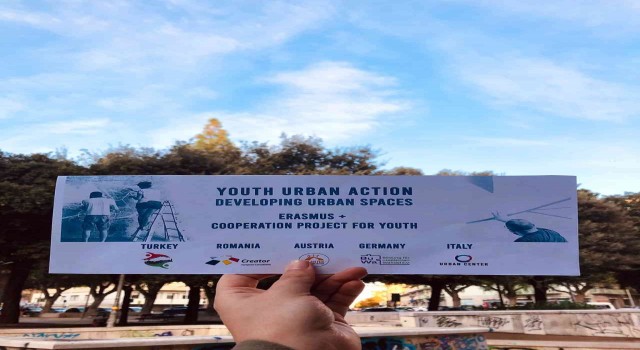 YOUTH URBAN ACTION
DEVELOPING URBAN SPACES
ERASMUS +
COOPERATION PROJECT FOR YOUTH
TURKEY ROMANIA AUSTRIA GERMANY ITALY
Creator
URBAN CENTER